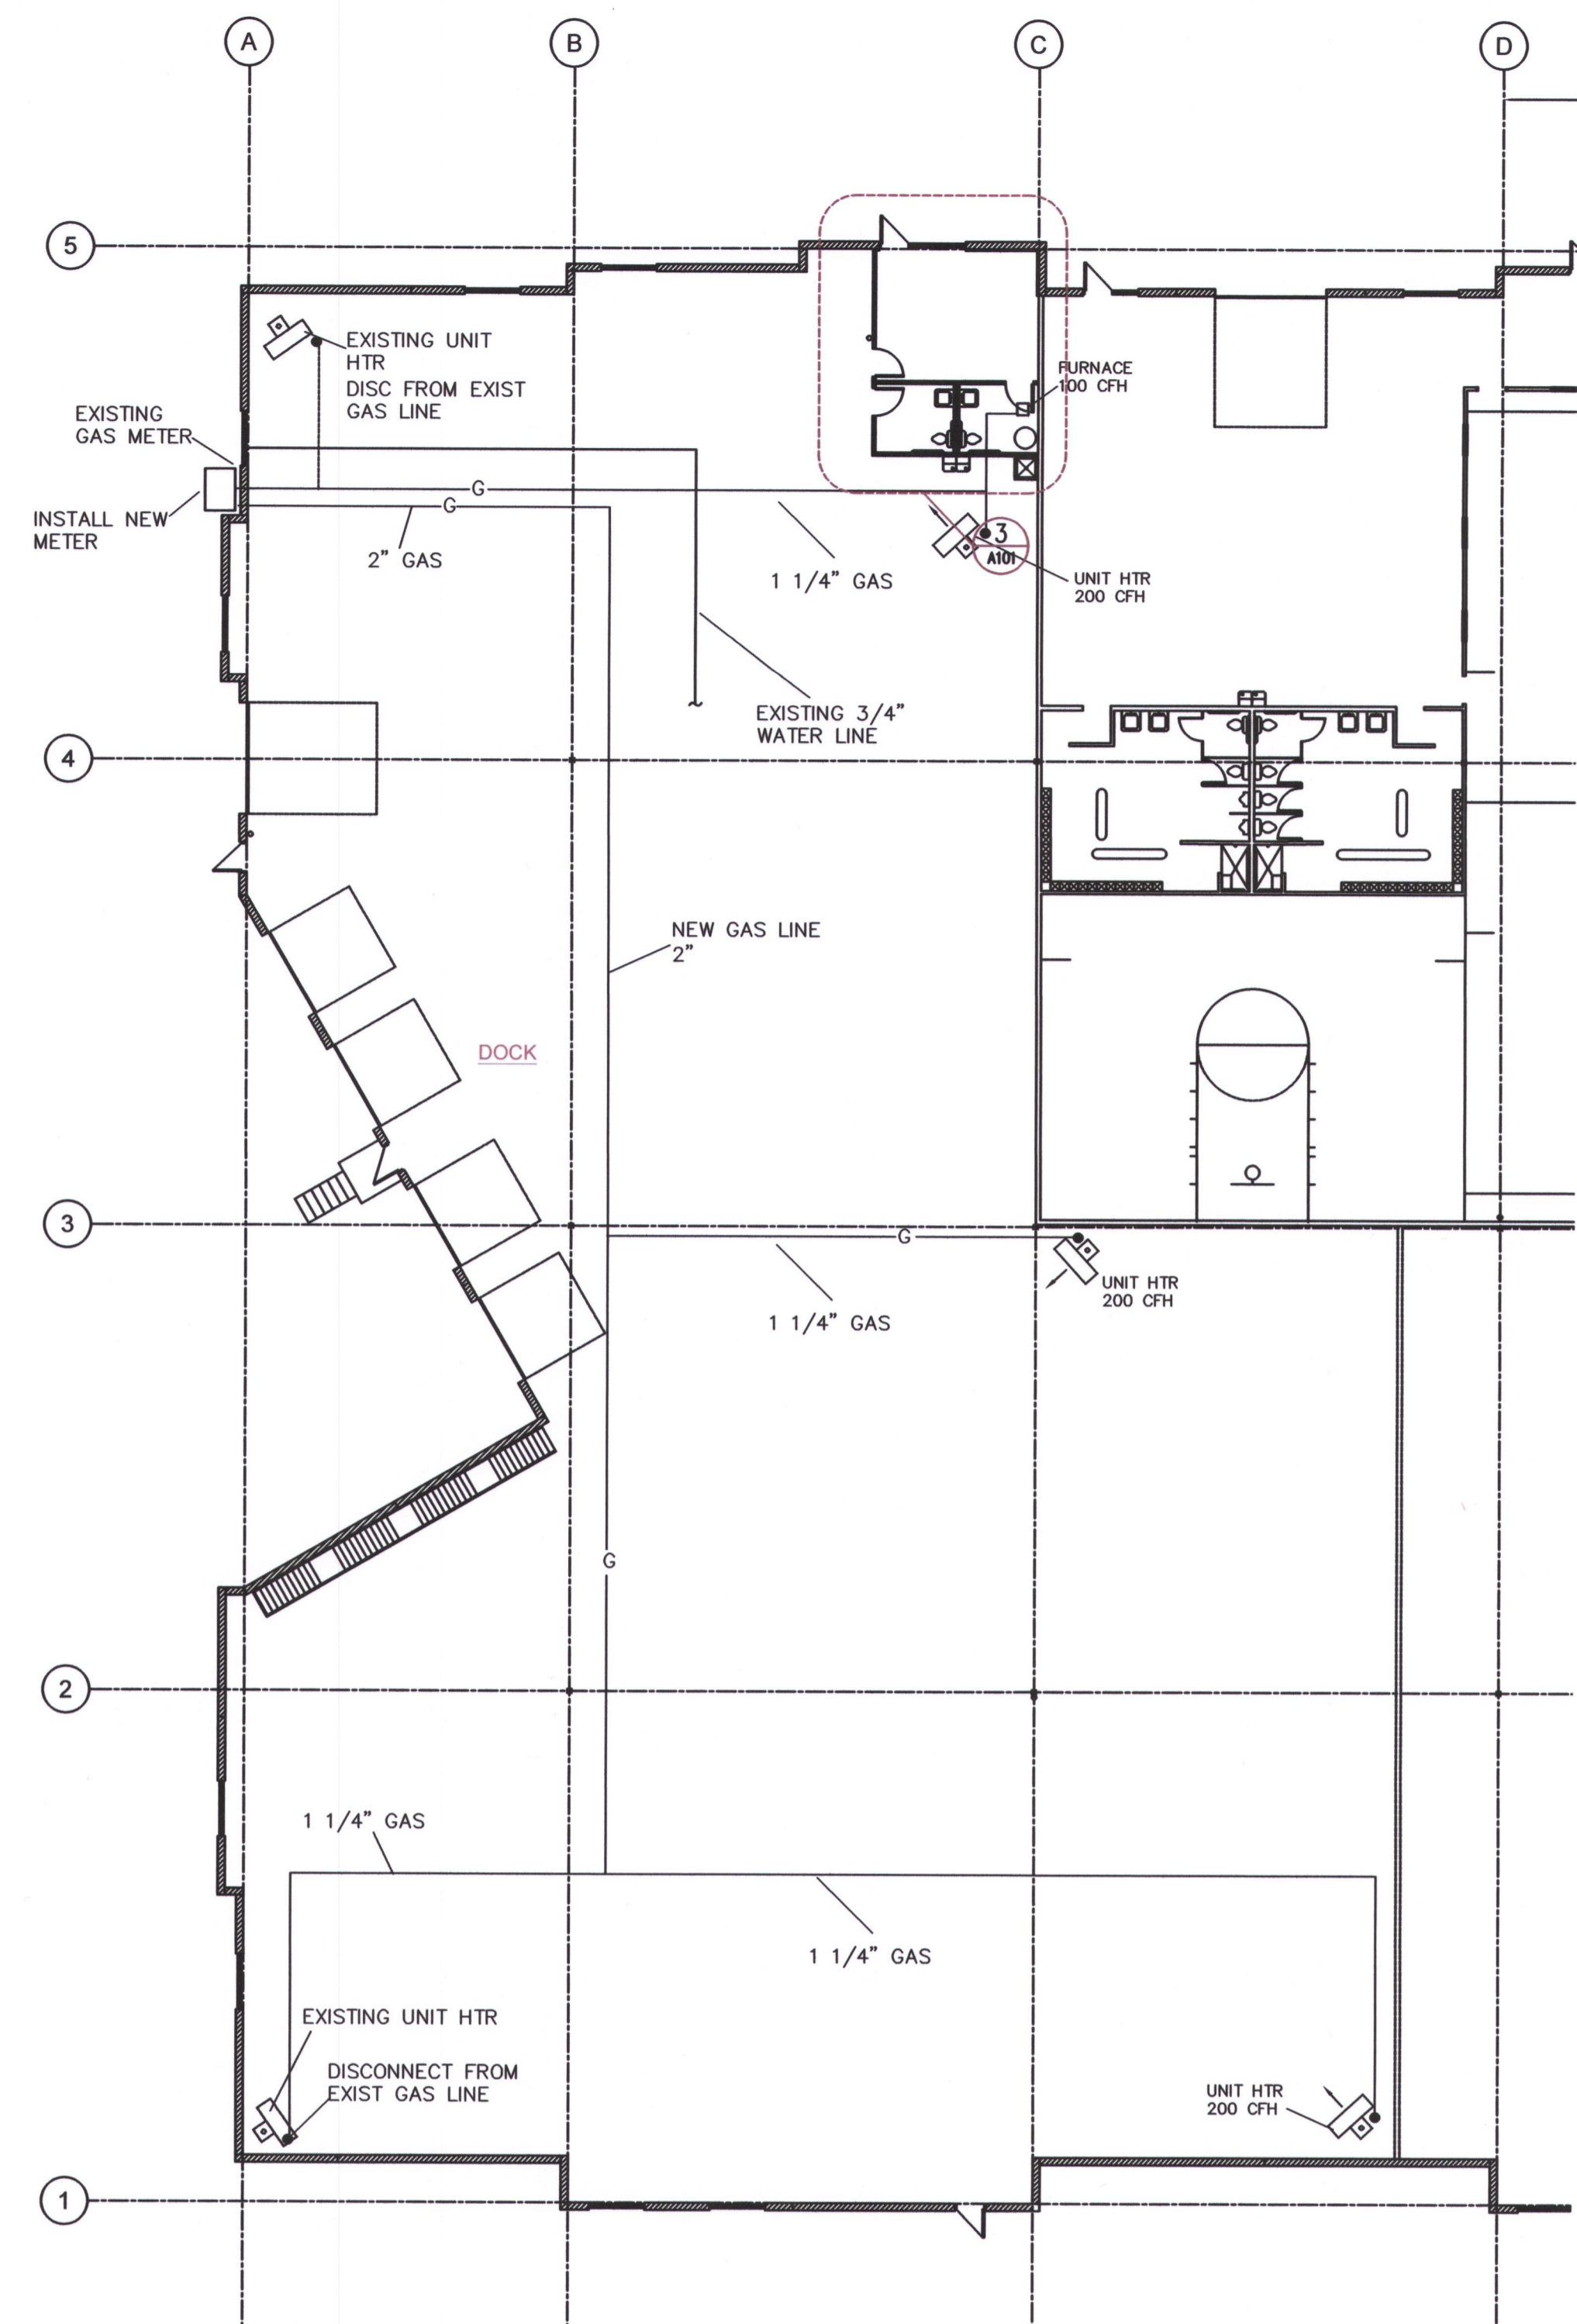 A
B
C
D
5
EXISTING UNIT
HTR
DISC FROM EXIST
GAS LINE
FURNACE
100 CFH
EXISTING
GAS METER
INSTALL NEW
METER
G
G
2" GAS
1 1/4" GAS
3
A101
UNIT HTR
200 CFH
EXISTING 3/4"
WATER LINE
4
NEW GAS LINE
2"
DOCK
3
G
UNIT HTR
200 CFH
1 1/4" GAS
G
2
1 1/4" GAS
1 1/4" GAS
EXISTING UNIT HTR
DISCONNECT FROM
EXIST GAS LINE
UNIT HTR
200 CFH
1